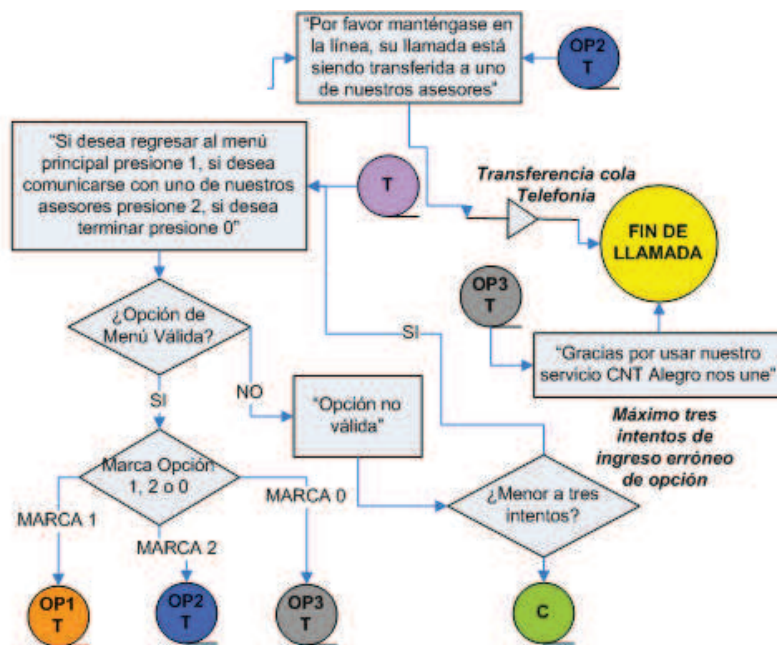 “Por favor manténgase en
la línea, su llamada está
siendo transferida a uno
de nuestros asesores”
OP2
T
“Si desea regresar al menú
principal presione 1, si desea
comunicarse con uno de nuestros
asesores presione 2, si desea
terminar presione 0”
T
Transferencia cola
Telefonía
FIN DE
LLAMADA
OP3
T
¿Opción de
Menú Válida?
SI
“Gracias por usar nuestro
servicio CNT Alegro nos une”
NO
“Opción no
válida”
Máximo tres
intentos de
ingreso erróneo
de opción
SI
Marca Opción
1, 2 o 0
¿Menor a tres
intentos?
MARCA 1
MARCA 2
MARCA 0
OP1
T
OP2
T
OP3
T
C